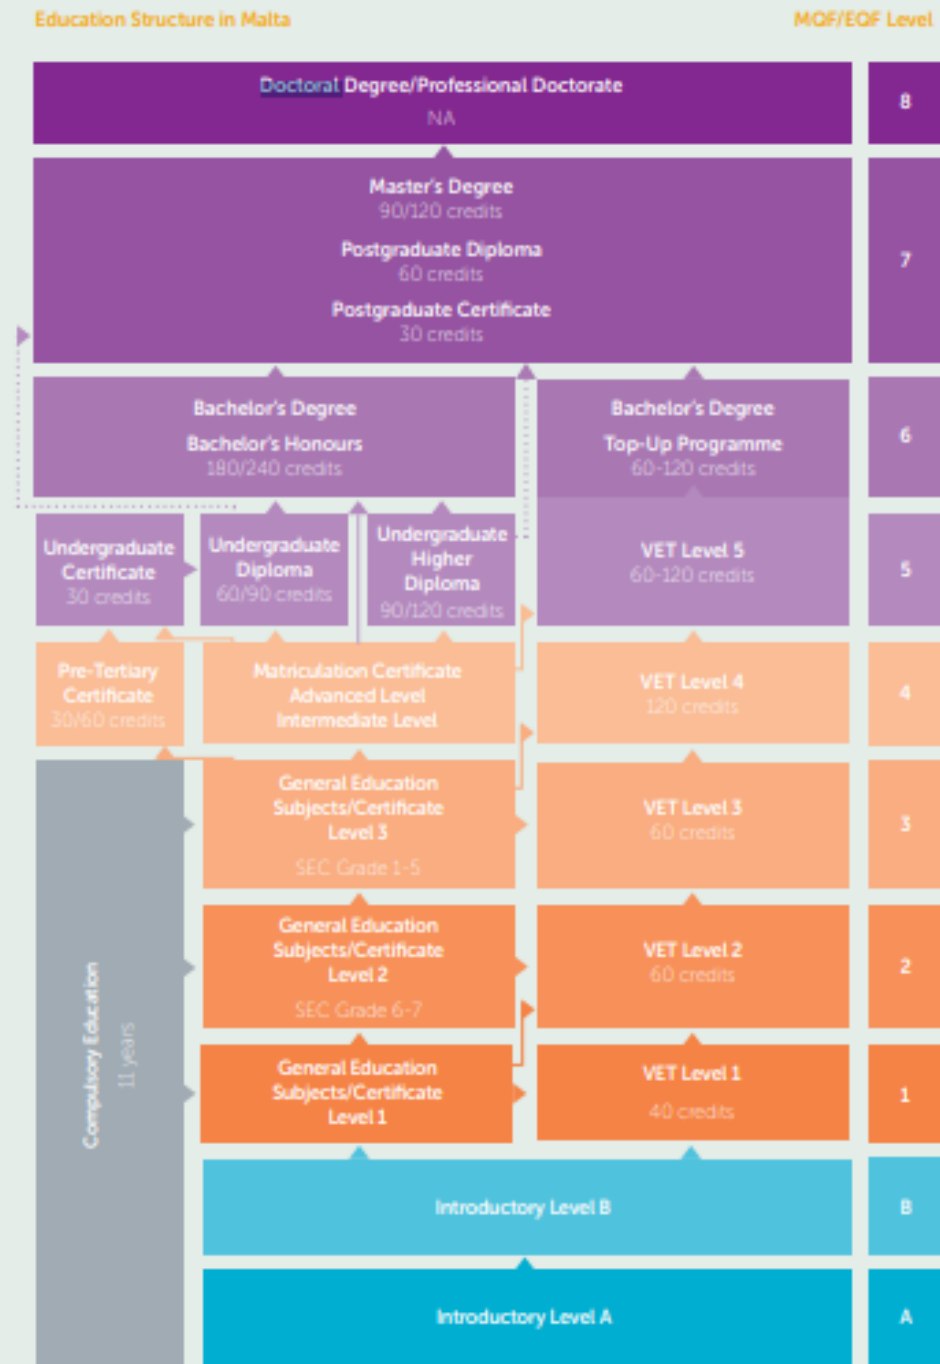 Education Structure in Malta
MQF/EQF Level
Doctoral Degree/Professional Doctorate
NA
8
Master's Degree
90/120 credits
Postgraduate Diploma
60 credits
Postgraduate Certificate
30 credits
7
Bachelor's Degree
Bachelor's Honours
180/240 credits
Bachelor's Degree
Top-Up Programme
60-120 credits
6
Undergraduate
Certificate
30 credits
Undergraduate
Diploma
60/90 credits
Undergraduate
Higher
Diploma
90/120 credits
VET Level 5
60-120 credits
5
Pre-Tertiary
Certificate
30/60 credits
Matriculation Certificate
Advanced Level
Intermediate Level
VET Level 4
120 credits
4
Compulsory Education
11 years
General Education
Subjects/Certificate
Level 3
SEC Grade 1-5
VET Level 3
60 credits
3
General Education
Subjects/Certificate
Level 2
SEC Grade 6-7
VET Level 2
60 credits
2
General Education
Subjects/Certificate
Level 1
VET Level 1
40 credits
1
Introductory Level B
B
Introductory Level A
A